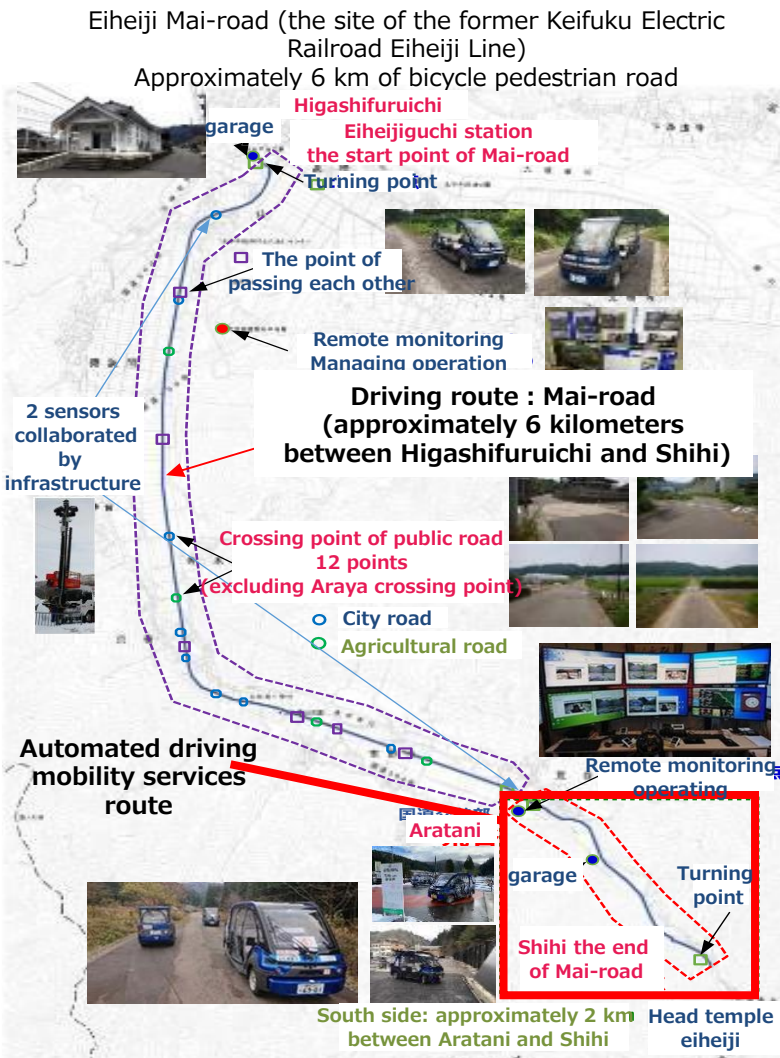 Eiheiji Mai-road (the site of the former Keifuku Electric
Railroad Eiheiji Line)
Approximately 6 km of bicycle pedestrian road
Higashifuruichi
garage
Eiheijiguchi station
the start point of Mai-road
Turning point
The point of
passing each other
Remote monitoring
Managing operation
Driving route : Mai-road
(approximately 6 kilometers
between Higashifuruichi and Shihi)
2 sensors
collaborated
by
infrastructure
Crossing point of public road
12 points
(excluding Araya crossing point)
City road
Agricultural road
Automated driving
mobility services
route
Remote monitoring
operating
Aratani
garage
Turning
point
Shihi the end
of Mai-road
South side: approximately 2 km
between Aratani and Shihi
Head temple
eiheiji